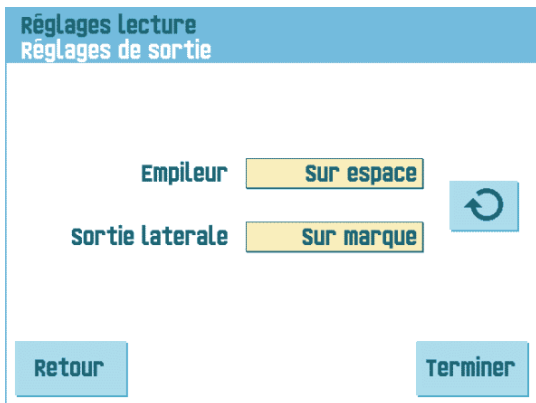 Réglages lecture
Réglages de sortie
Empileur Sur espace
Sortie laterale Sur marque
Retour Terminer